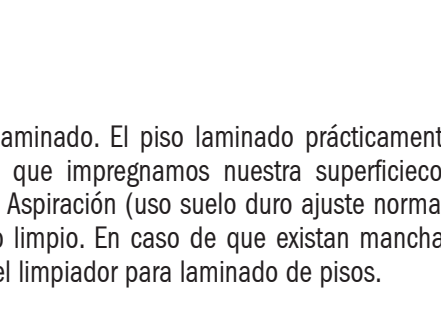 aminado. El piso laminado prácticament
que impregnamos nuestra superficieco
Aspiración (uso suelo duro ajuste norma
o limpio. En caso de que existan mancha
el limpiador para laminado de pisos.